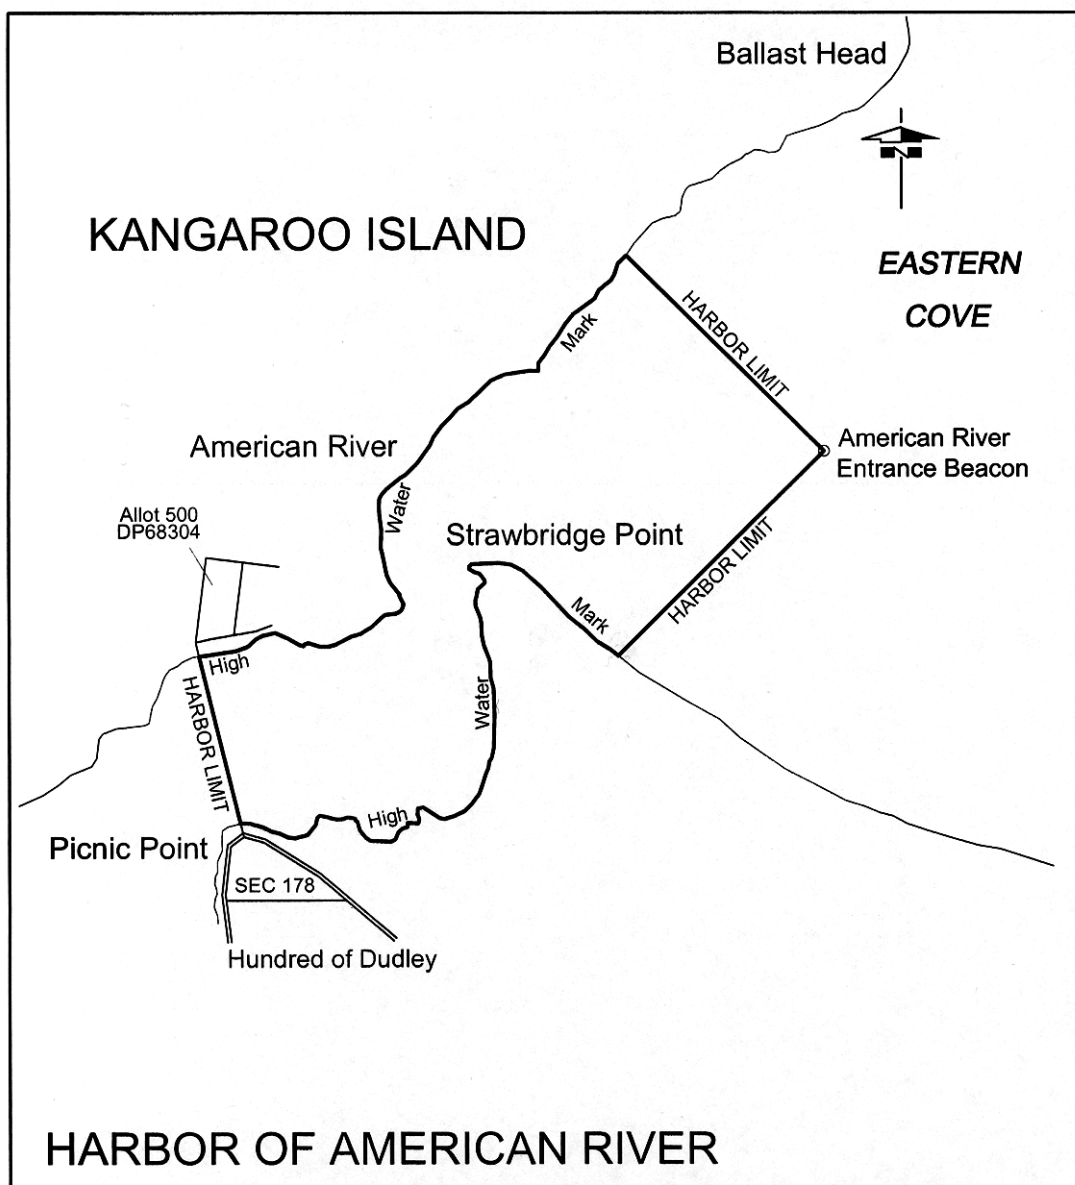 Ballast Head
N
KANGAROO ISLAND
EASTERN
COVE
HARBOR LIMIT
Mark
American River
Entrance Beacon
American River
Water
Allot 500
DP68304
Strawbridge Point
HARBOR LIMIT
Mark
High
Water
HARBOR LIMIT
High
Picnic Point
SEC 178
Hundred of Dudley
HARBOR OF AMERICAN RIVER